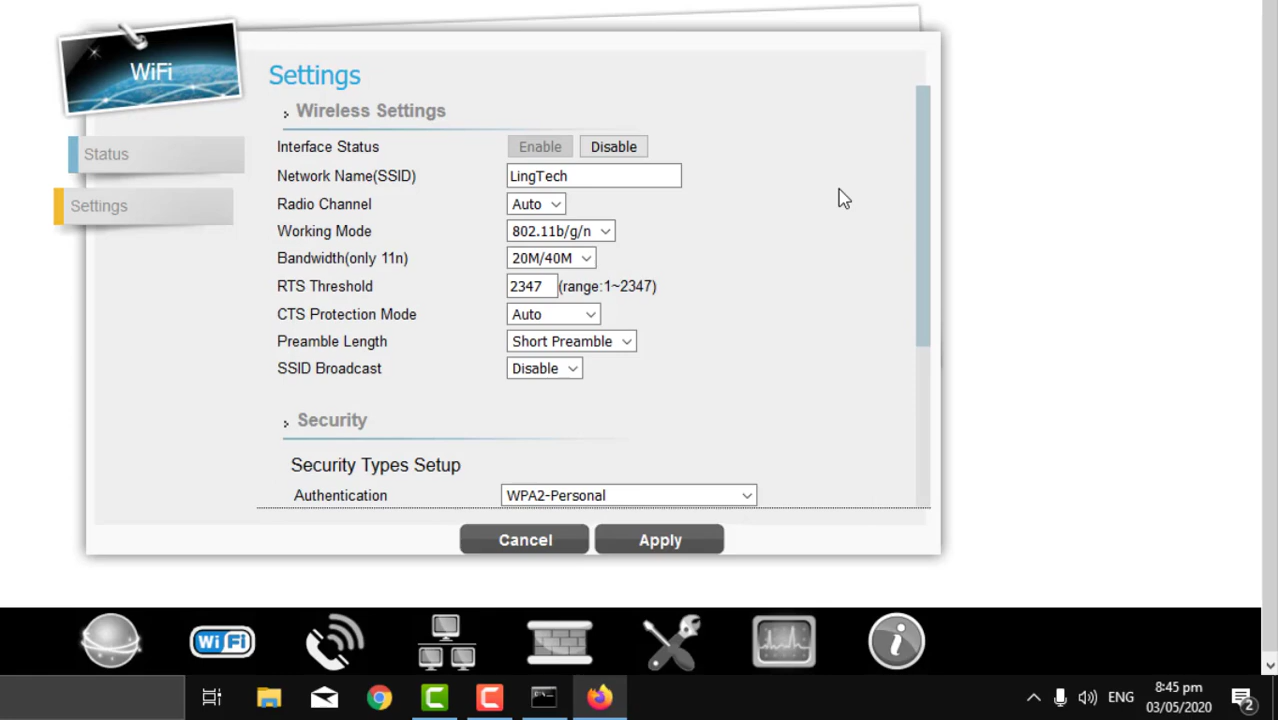 WiFi
Status
Settings
Settings
Wireless Settings
Interface Status Enable Disable
Network Name(SSID) LingTech
Radio Channel Auto
Working Mode 802.11b/g/n
Bandwidth(only 11n) 20M/40M
RTS Threshold 2347 (range:1~2347)
CTS Protection Mode Auto
Preamble Length Short Preamble
SSID Broadcast Disable
Security
Security Types Setup
Authentication WPA2-Personal
Cancel Apply
WiFi
ENG
8:45 pm
03/05/2020
2